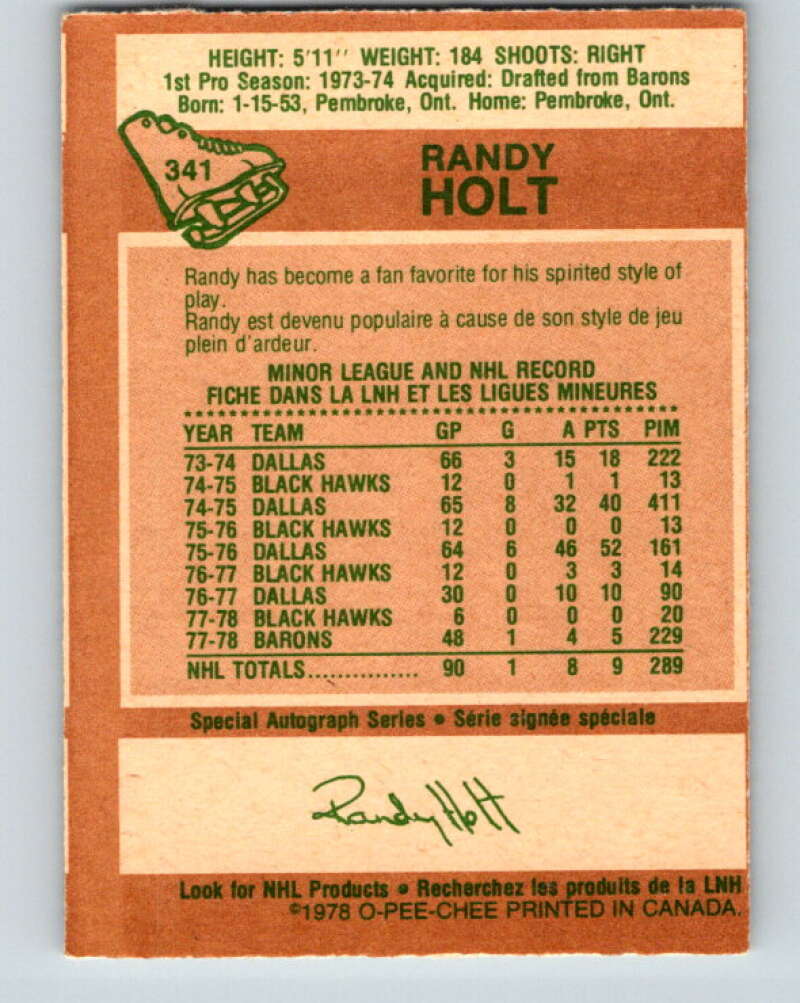 HEIGHT: 5'11'' WEIGHT: 184 SHOOTS: RIGHT
1st Pro Season: 1973-74 Acquired: Drafted from Barons
Born: 1-15-53, Pembroke, Ont. Home: Pembroke, Ont.
341
RANDY
HOLT
Randy has become a fan favorite for his spirited style of
play.
Randy est devenu populaire à cause de son style de jeu
plein d'ardeur.
MINOR LEAGUE AND NHL RECORD
FICHE DANS LA LNH ET LES LIGUES MINEURES
YEAR TEAM GP G A PTS PIM
73-74 DALLAS 66 3 15 18 222
74-75 BLACK HAWKS 12 0 1 1 13
74-75 DALLAS 65 8 32 40 411
75-76 BLACK HAWKS 12 0 0 0 13
75-76 DALLAS 64 6 46 52 161
76-77 BLACK HAWKS 12 0 3 3 14
76-77 DALLAS 30 0 10 10 90
77-78 BLACK HAWKS 6 0 0 0 20
77-78 BARONS 48 1 4 5 229
NHL TOTALS............... 90 1 8 9 289
Special Autograph Series • Série signée spéciale
Randy Holt
Look for NHL Products • Recherchez les produits de la LNH
©1978 O-PEE-CHEE PRINTED IN CANADA.